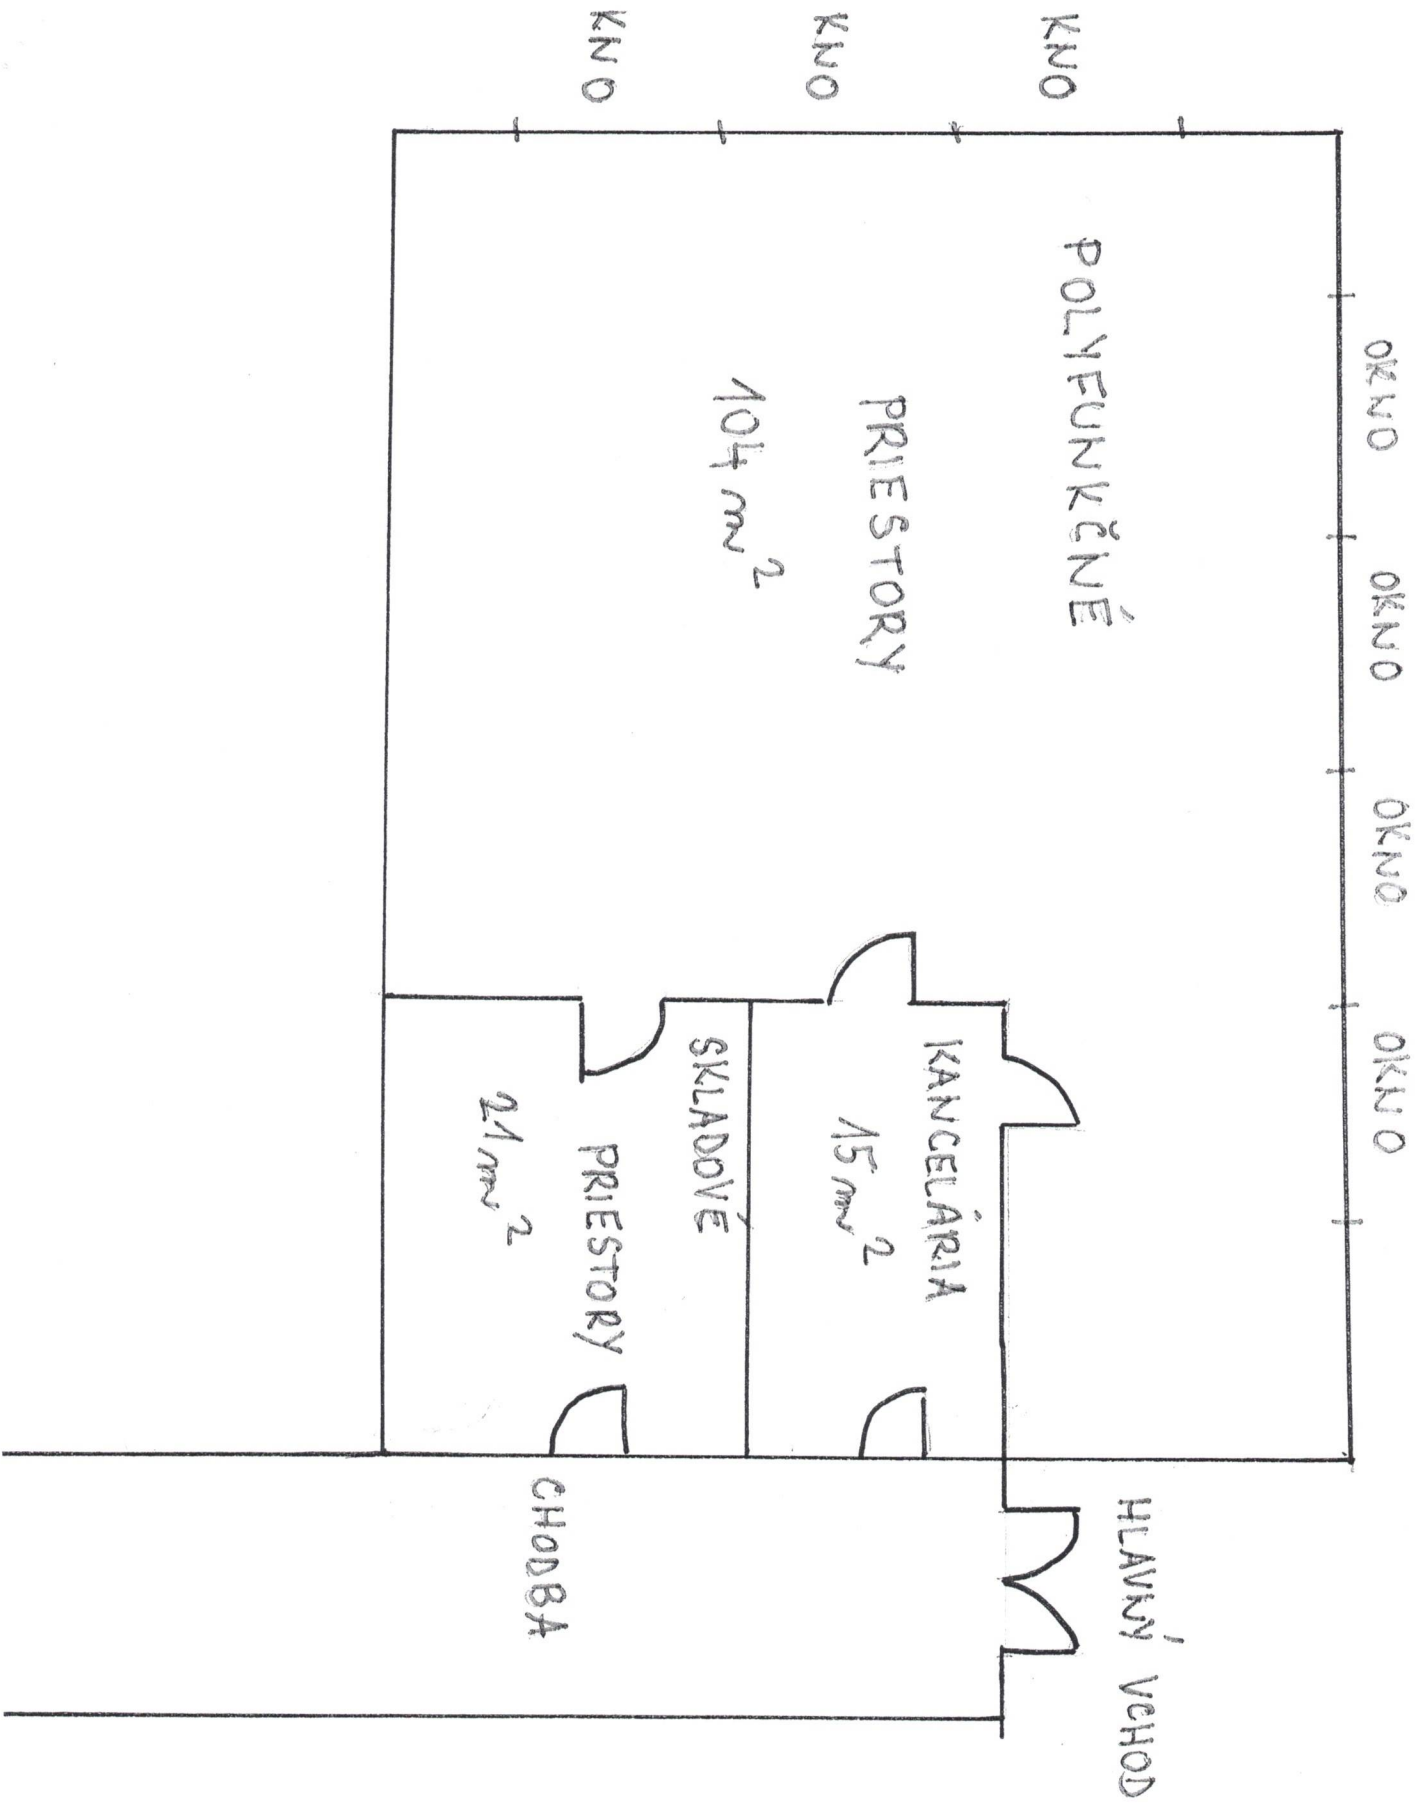 OKNO
OKNO
OKNO
OKNO
KNO
KNO
KNO
POLYFUNKČNÉ
PRIESTORY
104 m²
KANCELÁRIA
15 m²
SKLADOVÉ
PRIESTORY
21 m²
HLAVNÝ VCHOD
CHODBA